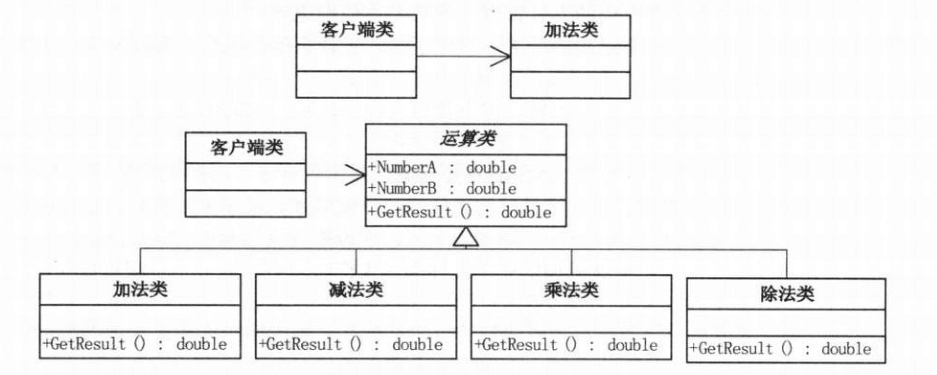 客户端类
加法类
客户端类
运算类
+NumberA : double
+NumberB : double
+GetResult () : double
加法类
减法类
乘法类
除法类
+GetResult () : double
+GetResult () : double
+GetResult () : double
+GetResult () : double